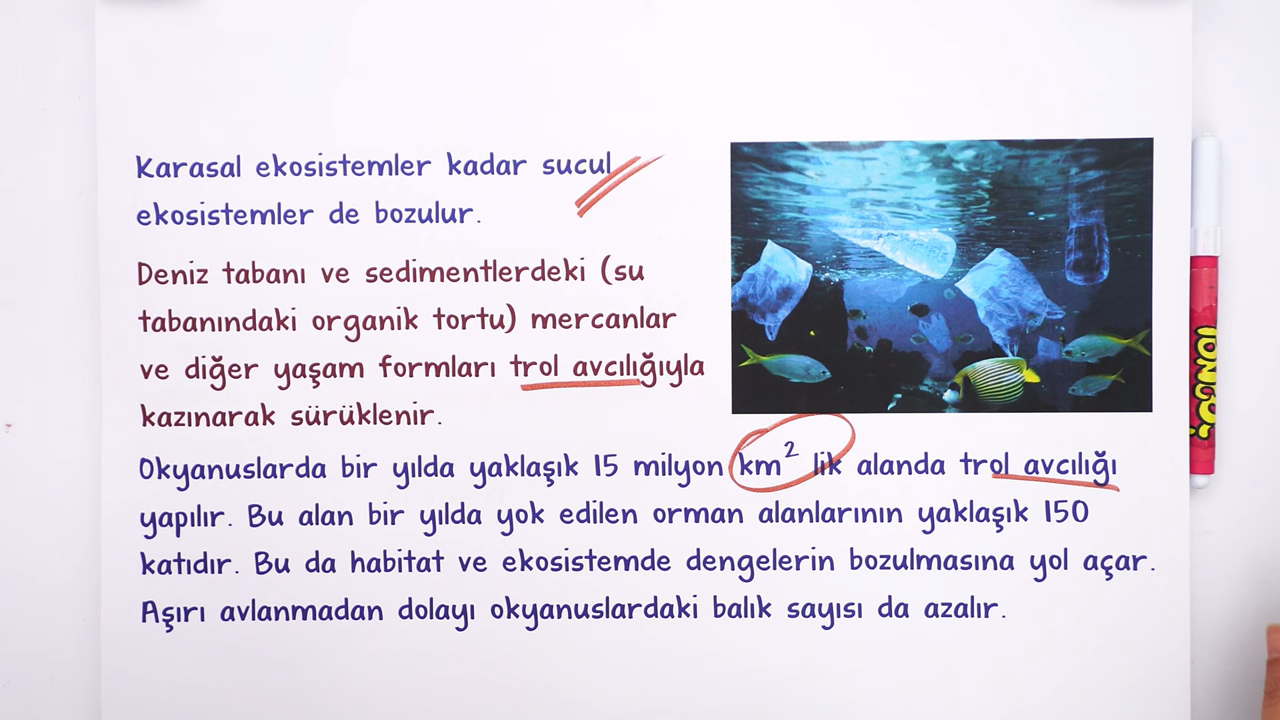 Karasal ekosistemler kadar sucul
ekosistemler de bozulur.
Deniz tabanı ve sedimentlerdeki (su
tabanındaki organik tortu) mercanlar
ve diğer yaşam formları trol avcılığıyla
kazınarak sürüklenir.
Okyanuslarda bir yılda yaklaşık 15 milyon km² lik alanda trol avcılığı
yapılır. Bu alan bir yılda yok edilen orman alanlarının yaklaşık 150
katıdır. Bu da habitat ve ekosistemde dengelerin bozulmasına yol açar.
Aşırı avlanmadan dolayı okyanuslardaki balık sayısı da azalır.